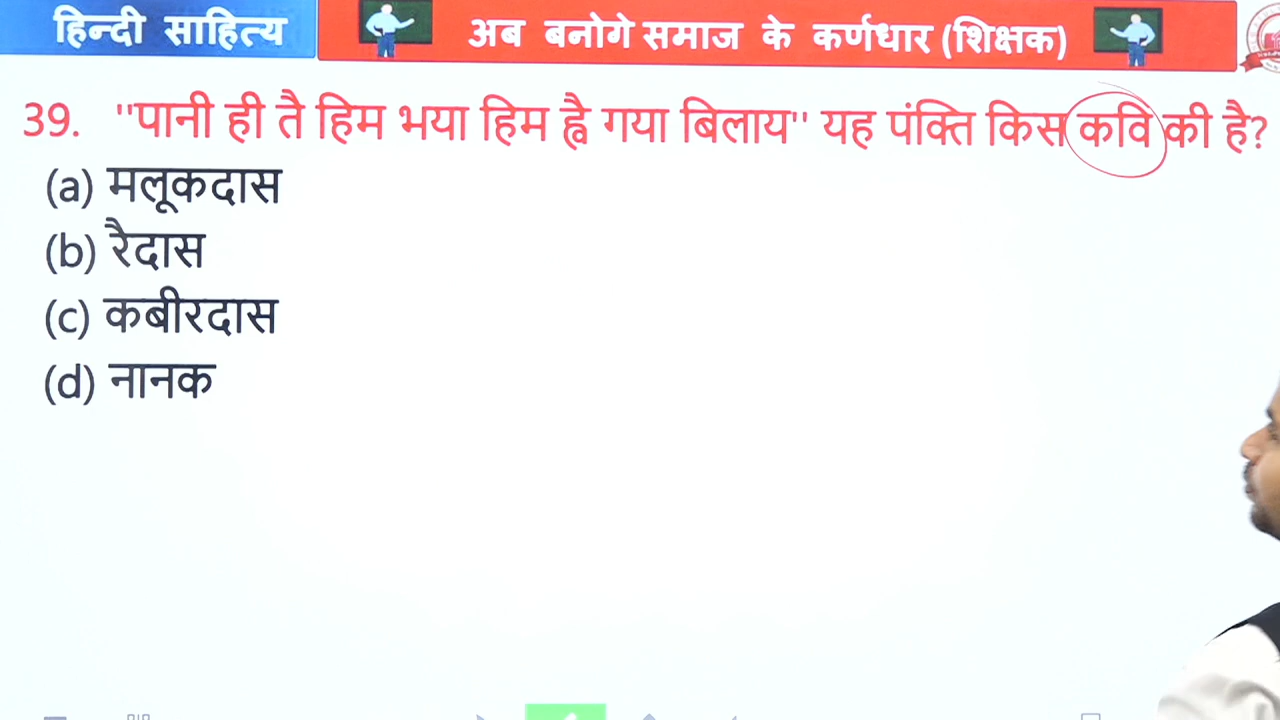 हिन्दी साहित्य
अब बनोगे समाज के कर्णधार (शिक्षक)
39. "पानी ही तै हिम भया हिम ह्वै गया बिलाय" यह पंक्ति किस कवि की है?
(a) मलूकदास
(b) रैदास
(c) कबीरदास
(d) नानक